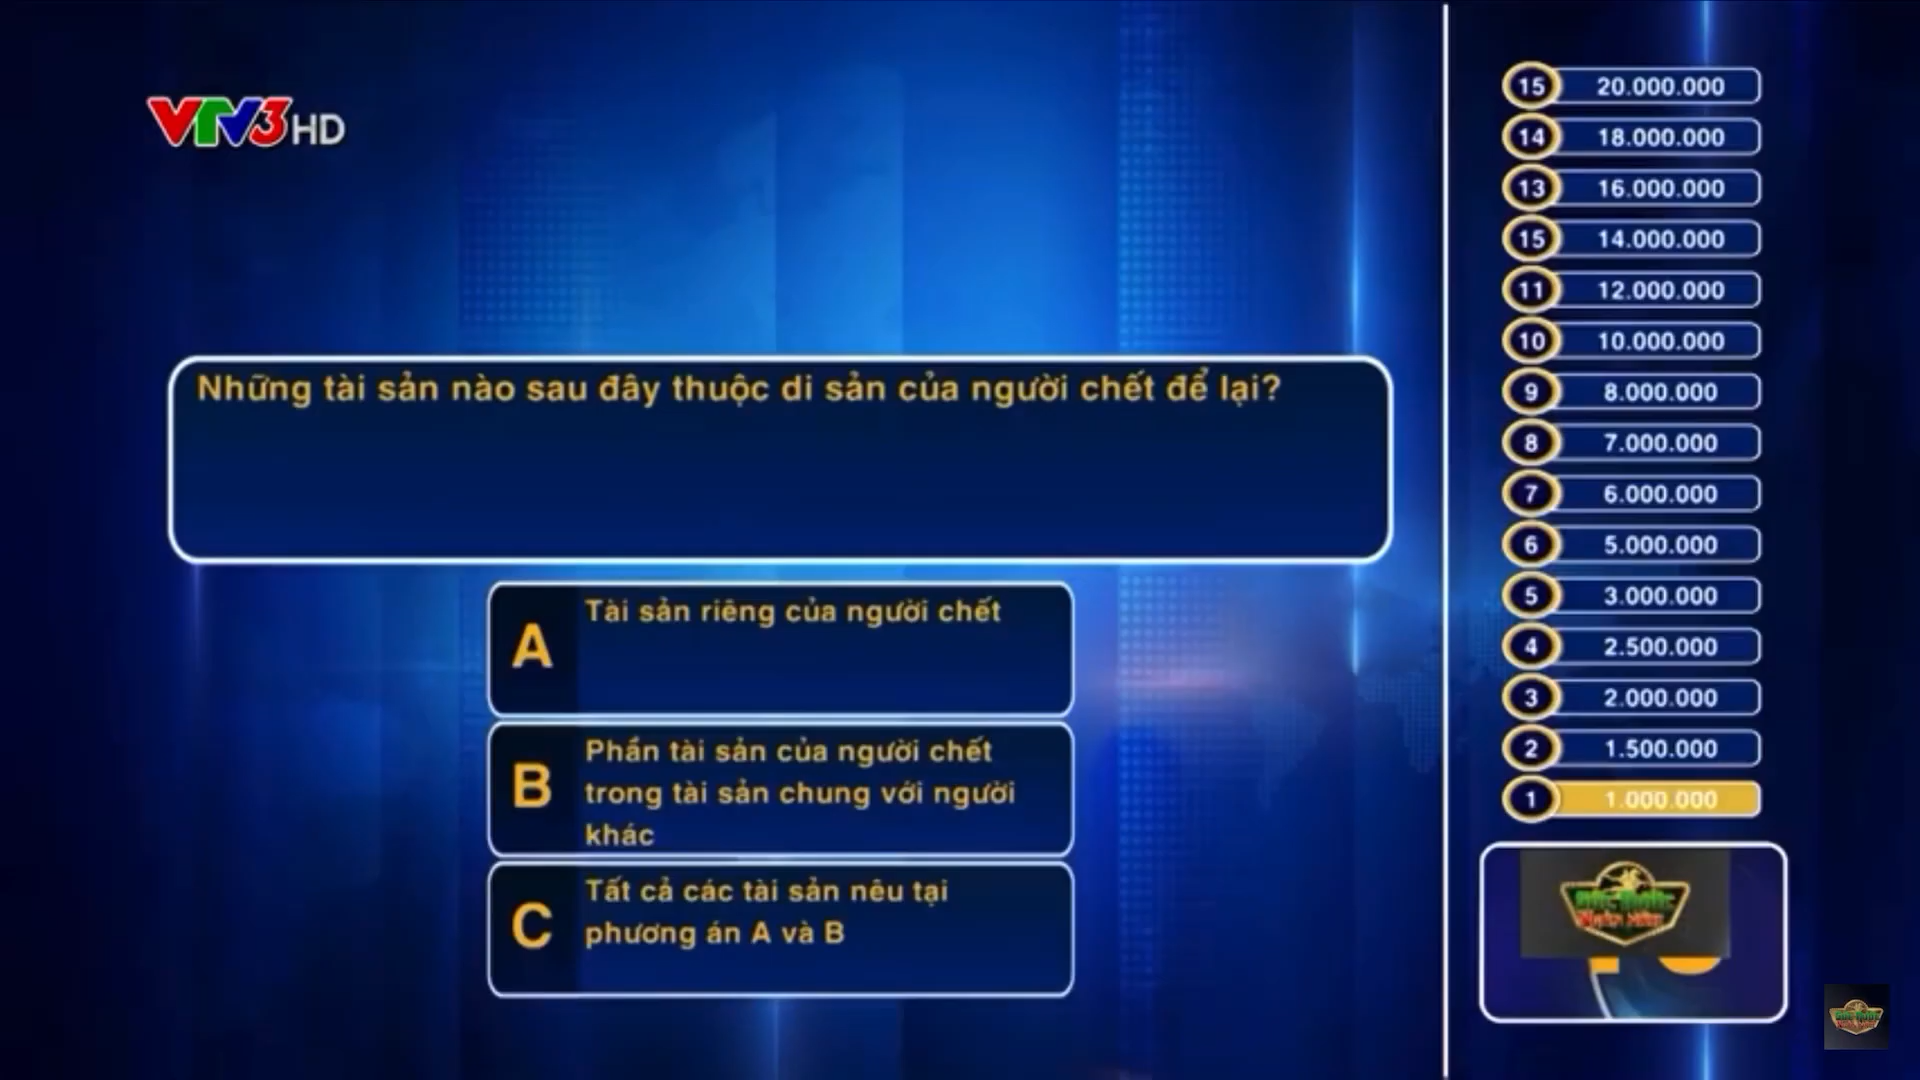 VTV3 HD
Những tài sản nào sau đây thuộc di sản của người chết để lại?
A
Tài sản riêng của người chết
B
Phần tài sản của người chết
trong tài sản chung với người
khác
C
Tất cả các tài sản nêu tại
phương án A và B
15 20.000.000
14 18.000.000
13 16.000.000
15 14.000.000
11 12.000.000
10 10.000.000
9 8.000.000
8 7.000.000
7 6.000.000
6 5.000.000
5 3.000.000
4 2.500.000
3 2.000.000
2 1.500.000
1 1.000.000